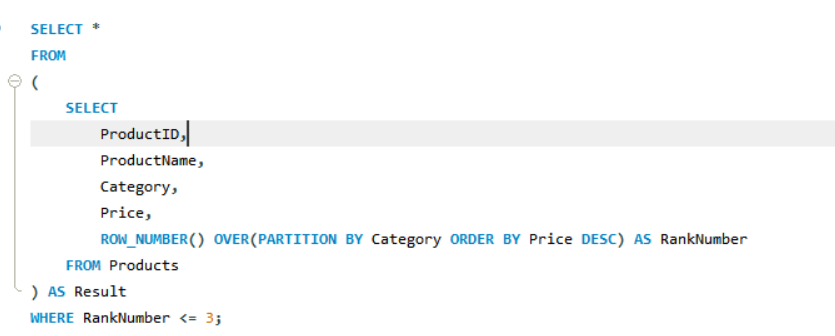 SELECT *
FROM
(
SELECT
ProductID,
ProductName,
Category,
Price,
ROW_NUMBER() OVER(PARTITION BY Category ORDER BY Price DESC) AS RankNumber
FROM Products
) AS Result
WHERE RankNumber <= 3;